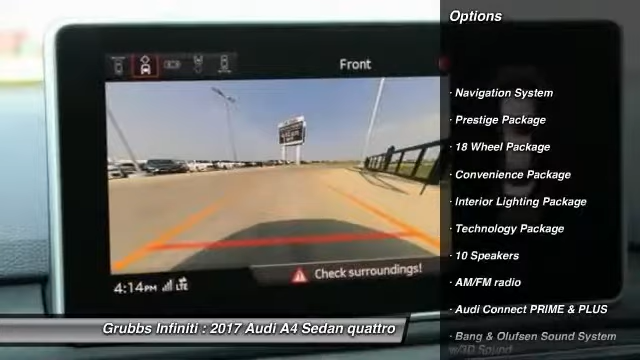 Options
Front
· Navigation System
· Prestige Package
· 18 Wheel Package
· Convenience Package
· Interior Lighting Package
· Technology Package
· 10 Speakers
· AM/FM radio
· Audi Connect PRIME & PLUS
· Bang & Olufsen Sound System
w/3D Sound
Check surroundings!
4:14PM LTE
Grubbs Infiniti : 2017 Audi A4 Sedan quattro